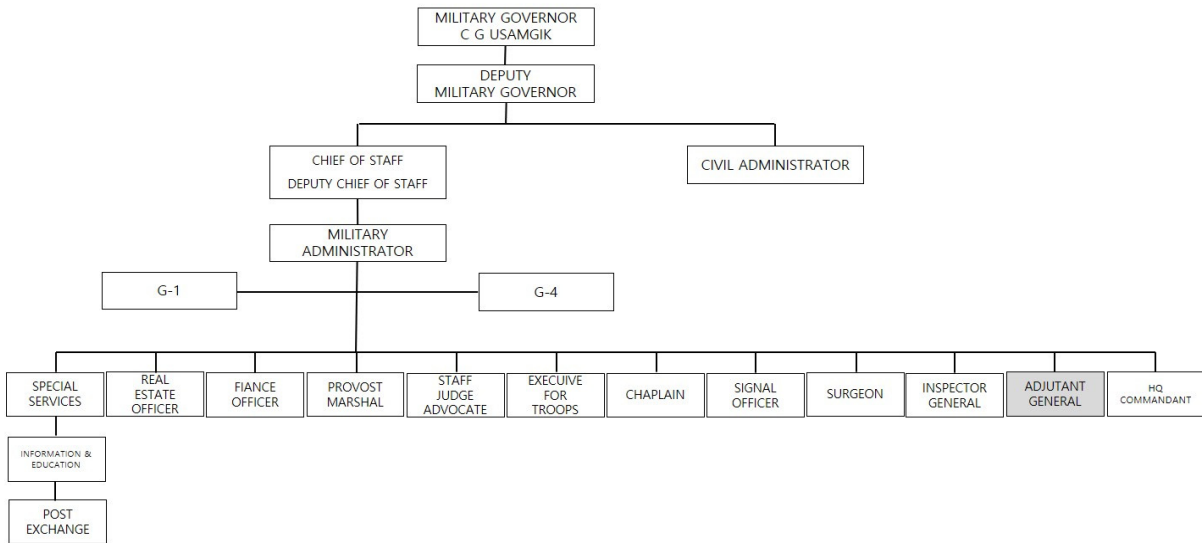 MILITARY GOVERNOR
C G USAMGIK
DEPUTY
MILITARY GOVERNOR
CHIEF OF STAFF
DEPUTY CHIEF OF STAFF
CIVIL ADMINISTRATOR
MILITARY
ADMINISTRATOR
G-1
G-4
SPECIAL
SERVICES
REAL
ESTATE
OFFICER
FIANCE
OFFICER
PROVOST
MARSHAL
STAFF
JUDGE
ADVOCATE
EXECUIVE
FOR
TROOPS
CHAPLAIN
SIGNAL
OFFICER
SURGEON
INSPECTOR
GENERAL
ADJUTANT
GENERAL
HQ
COMMANDANT
INFORMATION &
EDUCATION
POST
EXCHANGE